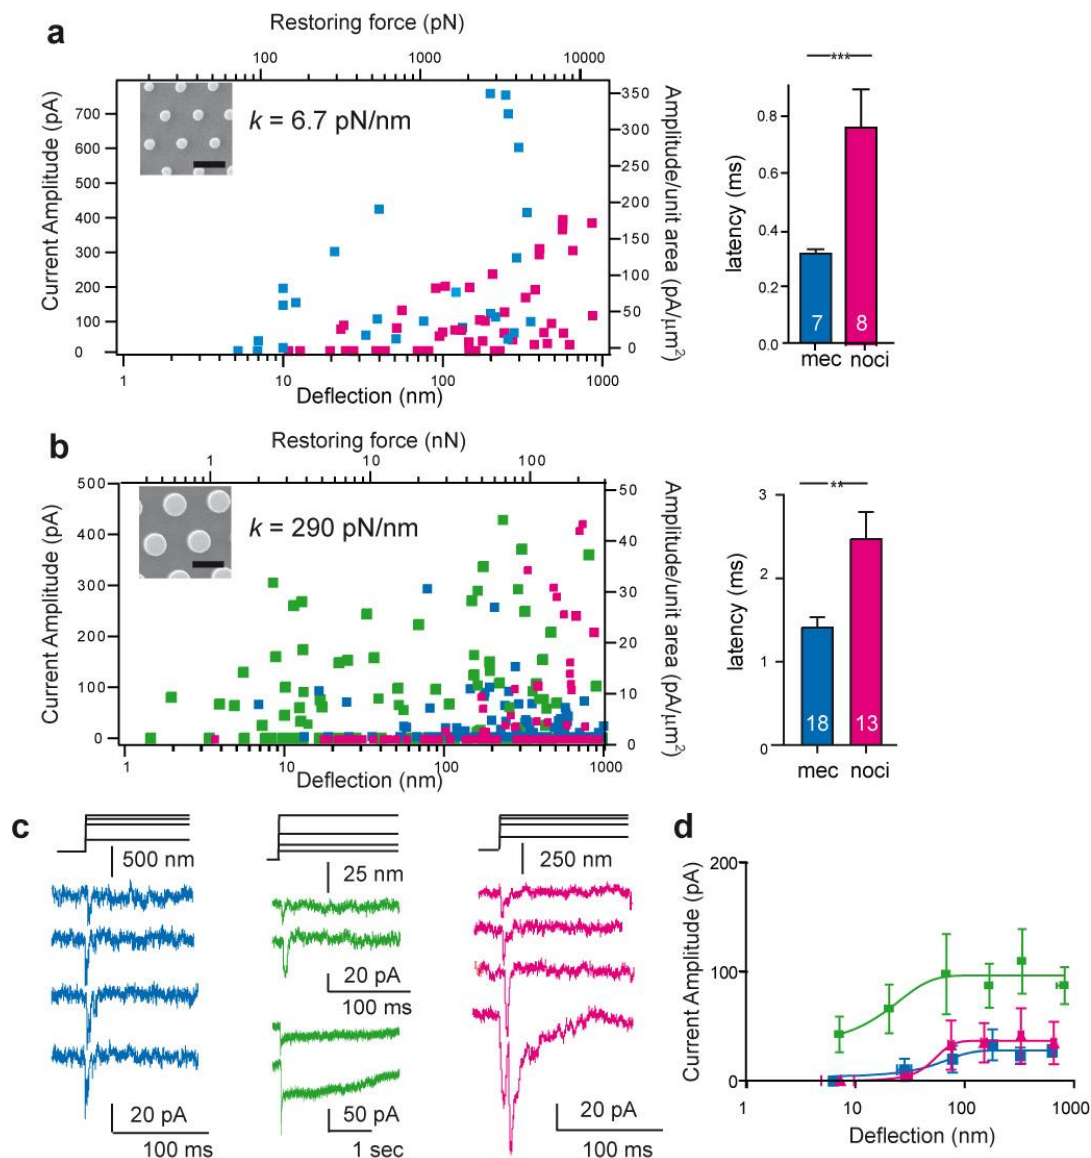 a
Restoring force (pN)
100 1000 10000
k = 6.7 pN/nm
Current Amplitude (pA)
700
600
500
400
300
200
100
0
350
300
250
200
150
100
50
0
Amplitude/unit area (pA/μm²)
1 10 100 1000
Deflection (nm)
***
latency (ms)
0.8
0.6
0.4
0.2
0.0
7 8
mec noci
b
Restoring force (nN)
1 10 100
k = 290 pN/nm
Current Amplitude (pA)
500
400
300
200
100
0
50
40
30
20
10
0
Amplitude/unit area (pA/μm²)
1 10 100 1000
Deflection (nm)
**
latency (ms)
3
2
1
0
18 13
mec noci
c
500 nm
25 nm
250 nm
20 pA
100 ms
20 pA
100 ms
50 pA
1 sec
20 pA
100 ms
d
Current Amplitude (pA)
200
100
0
1 10 100 1000
Deflection (nm)